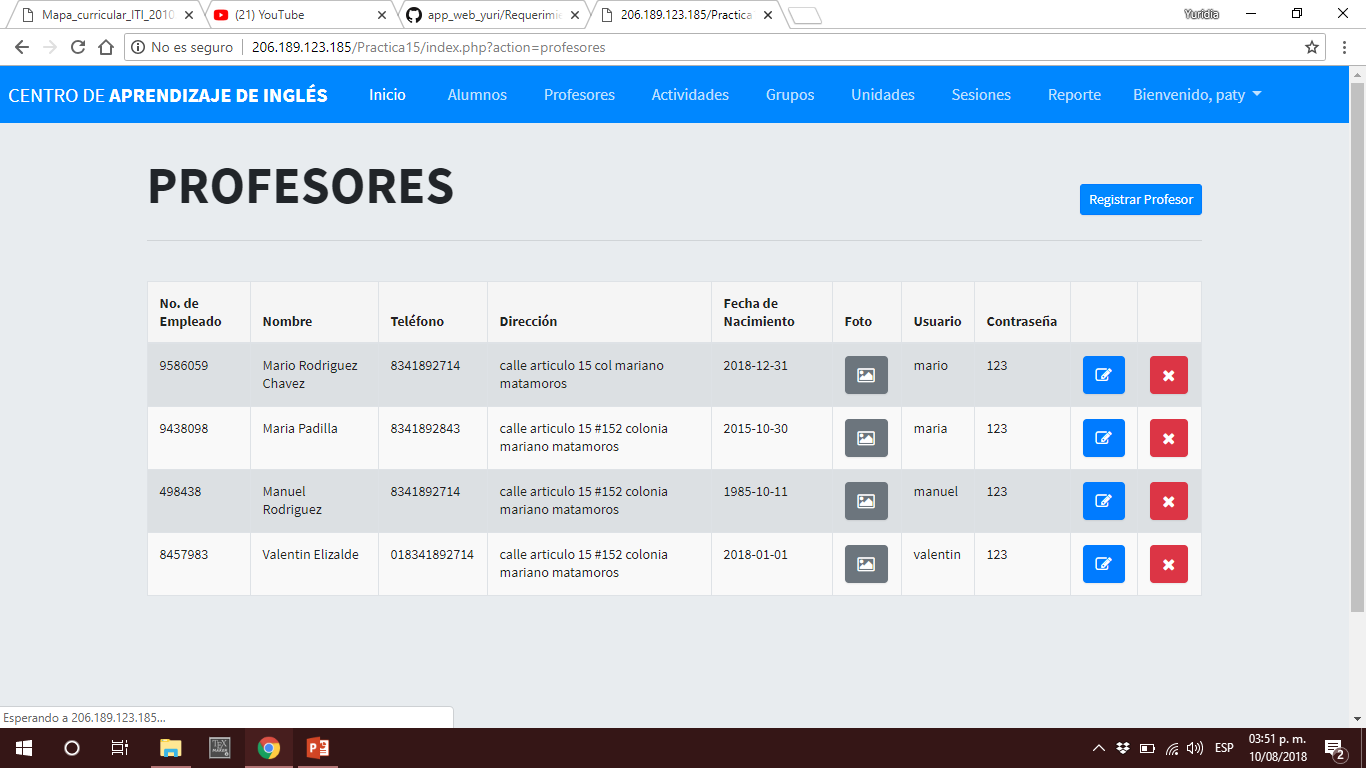 Mapa_curricular_ITI_2010
(21) YouTube
app_web_yuri/Requerimie
206.189.123.185/Practica
Yuridia
No es seguro
206.189.123.185/Practica15/index.php?action=profesores
CENTRO DE APRENDIZAJE DE INGLÉS
Inicio
Alumnos
Profesores
Actividades
Grupos
Unidades
Sesiones
Reporte
Bienvenido, paty
PROFESORES
Registrar Profesor
No. de
Empleado
Nombre
Teléfono
Dirección
Fecha de
Nacimiento
Foto
Usuario
Contraseña
9586059
Mario Rodriguez
Chavez
8341892714
calle articulo 15 col mariano
matamoros
2018-12-31
mario
123
9438098
Maria Padilla
8341892843
calle articulo 15 #152 colonia
mariano matamoros
2015-10-30
maria
123
498438
Manuel
Rodriguez
8341892714
calle articulo 15 #152 colonia
mariano matamoros
1985-10-11
manuel
123
8457983
Valentin Elizalde
018341892714
calle articulo 15 #152 colonia
mariano matamoros
2018-01-01
valentin
123
Esperando a 206.189.123.185...
ESP
03:51 p. m.
10/08/2018
2